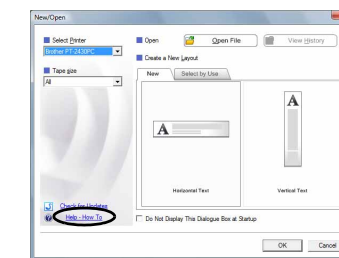 New/Open
Select Printer
Brother PT-2430PC
Tape size
All
Check for Updates
Help - How To
Open
Open File
View History
Create a New Layout
New
Select by Use
A
Horizontal Text
A
Vertical Text
Do Not Display This Dialogue Box at Startup
OK
Cancel